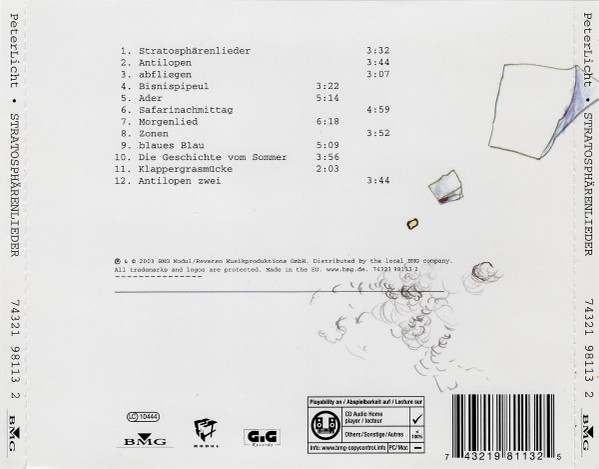 PeterLicht • STRATOSPHÄRENLIEDER 74321 98113 2 BMG
1. Stratosphärenlieder 3:32
2. Antilopen 3:44
3. abfliegen 3:07
4. Bisnispipeul 3:22
5. Ader 5:14
6. Safarinachmittag 4:59
7. Morgenlied 6:18
8. Zonen 3:52
9. blaues Blau 5:09
10. Die Geschichte vom Sommer 3:56
11. Klappergrasmücke 2:03
12. Antilopen zwei 3:44
℗ & © 2003 BMG Modul/Reverso Musikproduktions GmbH. Distributed by the local BMG company.
All trademarks and logos are protected. Made in the EU. www.bmg.de. 74321 98113 2
LC 10444
BMG
MODUL
GiG
Records
Playability on / Abspielbarkeit auf / Lecture sur
CD Audio Home
player / lecteur
Others/Sonstige/Autres
100%
Info: www.bmg-copycontrol.info
PC/Mac
7 43219 81132 5
PeterLicht • STRATOSPHÄRENLIEDER 74321 98113 2 BMG